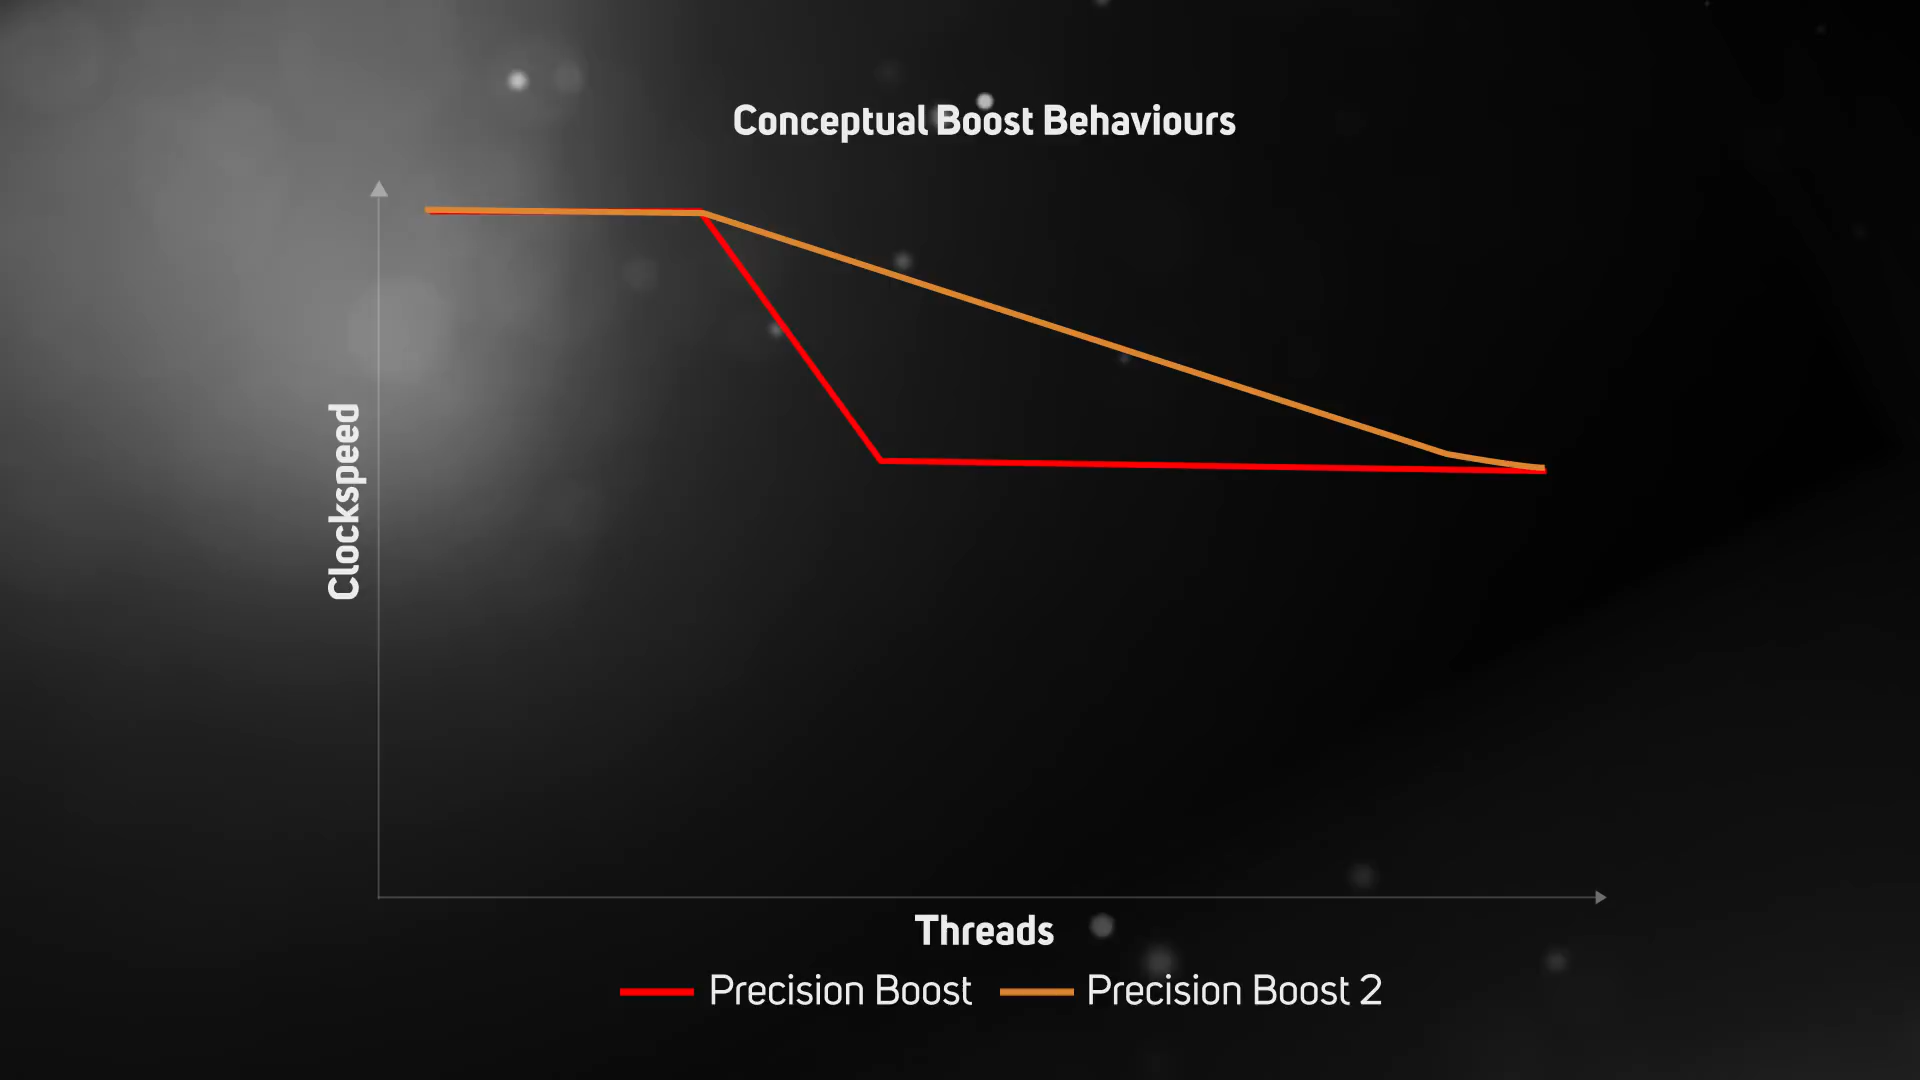 Conceptual Boost Behaviours
Clockspeed
Threads
Precision Boost
Precision Boost 2